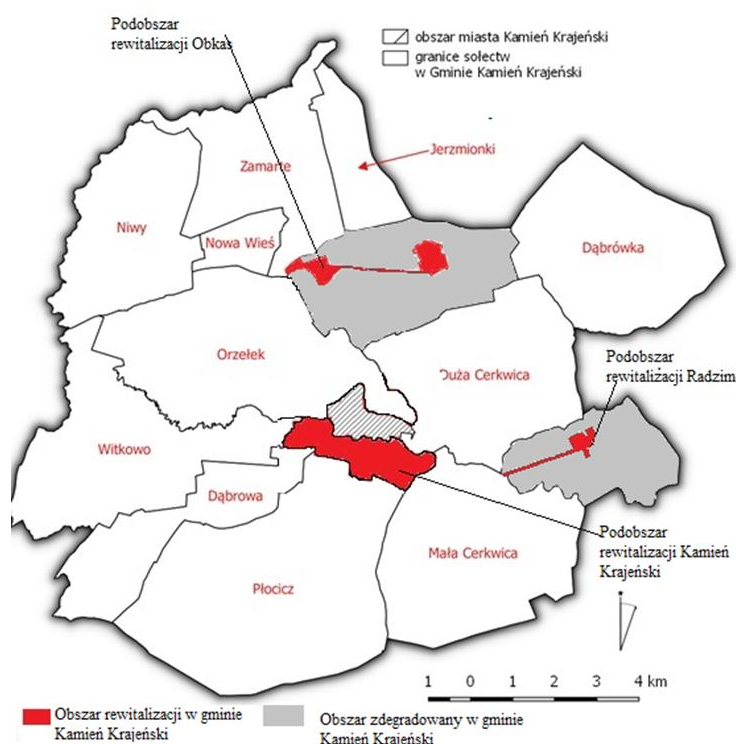 Podobszar
rewitalizacji Obkas
obszar miasta Kamień Krajeński
granice sołectw
w Gminie Kamień Krajeński
Jerzmionki
Zamarte
Niwy
Nowa Wieś
Dąbrówka
Orzełek
Duża Cerkwica
Podobszar
rewitalizacji Radzim
Witkowo
Dąbrowa
Podobszar
rewitalizacji Kamień
Krajeński
Mała Cerkwica
Płocicz
1 0 1 2 3 4 km
Obszar rewitalizacji w gminie
Kamień Krajeński
Obszar zdegradowany w gminie
Kamień Krajeński